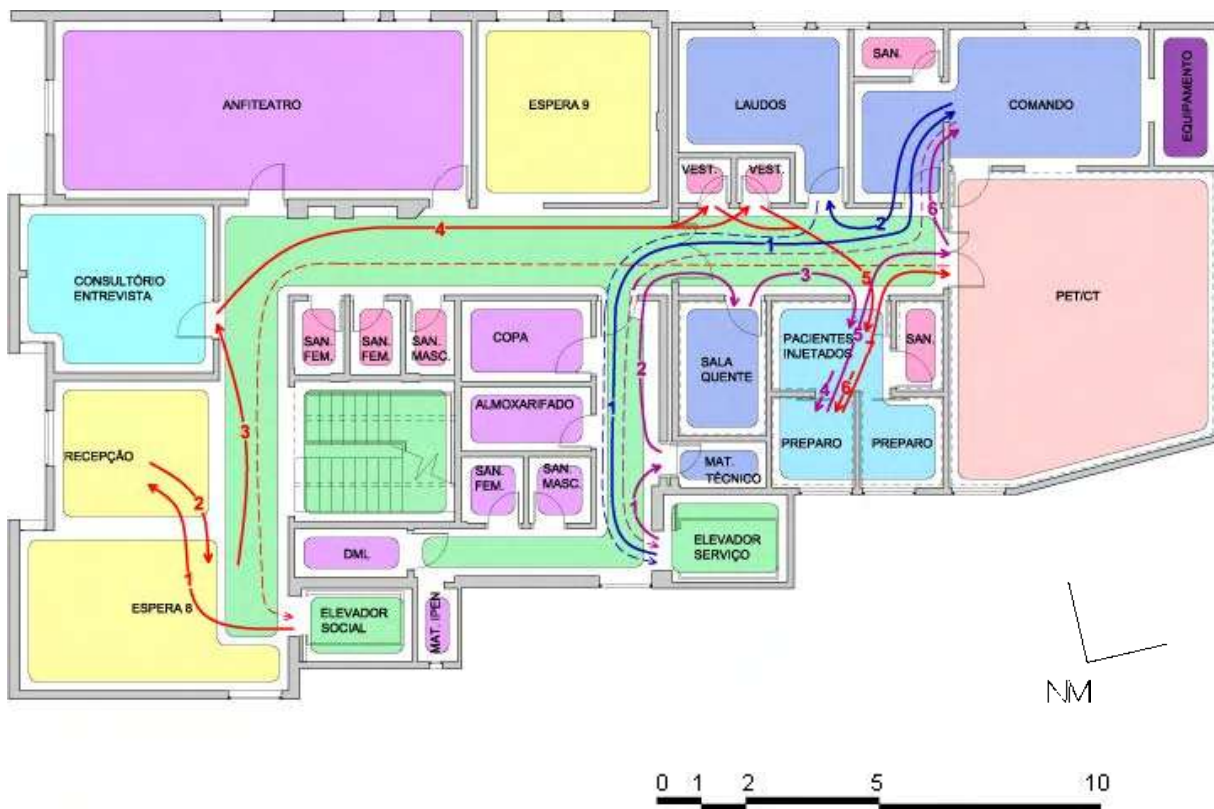 ANFITEATRO
ESPERA 9
LAUDOS
SAN.
COMANDO
EQUIPAMENTO
VEST.
VEST.
2
6
4
1
CONSULTÓRIO
ENTREVISTA
3
5
PET/CT
SAN.
FEM.
SAN.
FEM.
SAN.
MASC.
COPA
SALA
QUENTE
PACIENTES
INJETADOS
5
SAN.
2
4
6
1
ALMOXARIFADO
3
RECEPÇÃO
PREPARO
PREPARO
2
SAN.
FEM.
SAN.
MASC.
MAT.
TÉCNICO
1
ELEVADOR
SERVIÇO
DML
1
ESPERA 8
ELEVADOR
SOCIAL
MAT. IPEN
NM
0 1 2 5 10